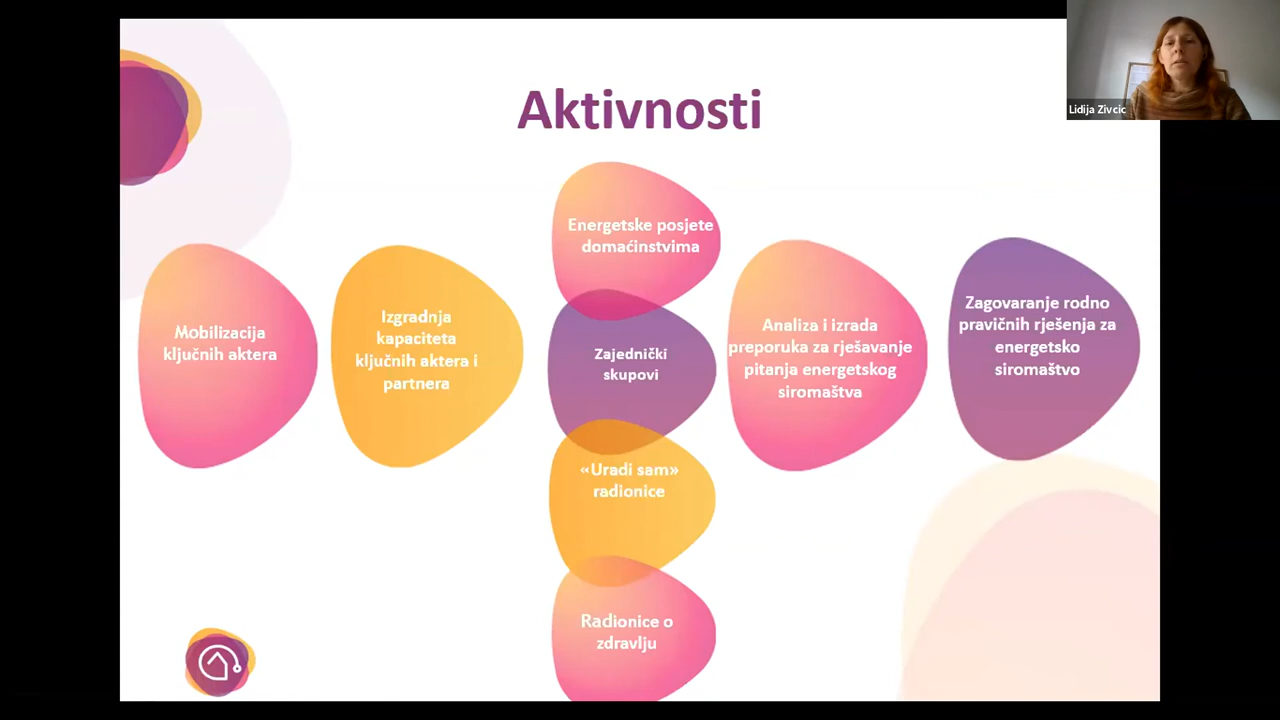 Aktivnosti
Lidija Zivcic
Mobilizacija
ključnih aktera
Izgradnja
kapaciteta
ključnih aktera i
partnera
Energetske posjete
domaćinstvima
Zajednički
skupovi
«Uradi sam»
radionice
Radionice o
zdravlju
Analiza i izrada
preporuka za rješavanje
pitanja energetskog
siromaštva
Zagovaranje rodno
pravičnih rješenja za
energetsko
siromaštvo